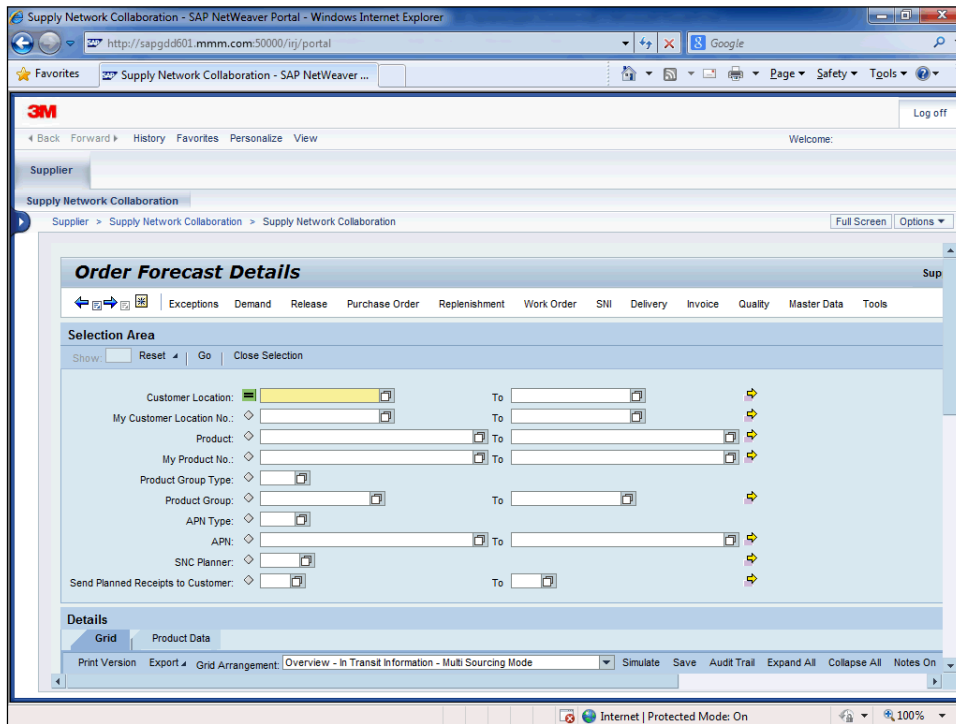 Supply Network Collaboration - SAP NetWeaver Portal - Windows Internet Explorer
http://sapgdd601.mmm.com:50000/irj/portal
Google
Favorites Supply Network Collaboration - SAP NetWeaver ... Page Safety Tools
3M Log off
Back Forward History Favorites Personalize View Welcome:
Supplier
Supply Network Collaboration
Supplier > Supply Network Collaboration > Supply Network Collaboration Full Screen Options
Order Forecast Details Sup
Exceptions Demand Release Purchase Order Replenishment Work Order SNI Delivery Invoice Quality Master Data Tools
Selection Area
Show: Reset Go Close Selection
Customer Location: To
My Customer Location No.: To
Product: To
My Product No.: To
Product Group Type:
Product Group: To
APN Type:
APN: To
SNC Planner:
Send Planned Receipts to Customer: To
Details
Grid Product Data
Print Version Export Grid Arrangement: Overview - In Transit Information - Multi Sourcing Mode Simulate Save Audit Trail Expand All Collapse All Notes On
Internet | Protected Mode: On 100%